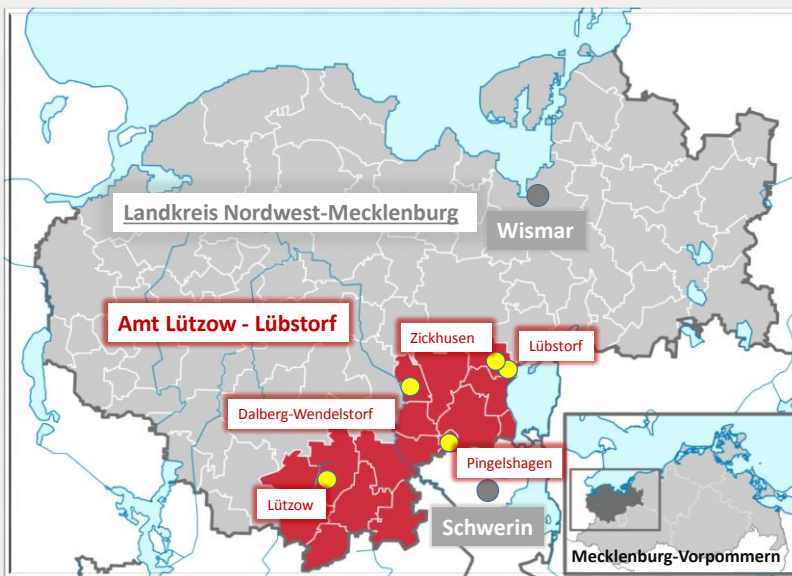 Landkreis Nordwest-Mecklenburg
Wismar
Amt Lützow - Lübstorf
Zickhusen
Lübstorf
Dalberg-Wendelstorf
Pingelshagen
Lützow
Schwerin
Mecklenburg-Vorpommern